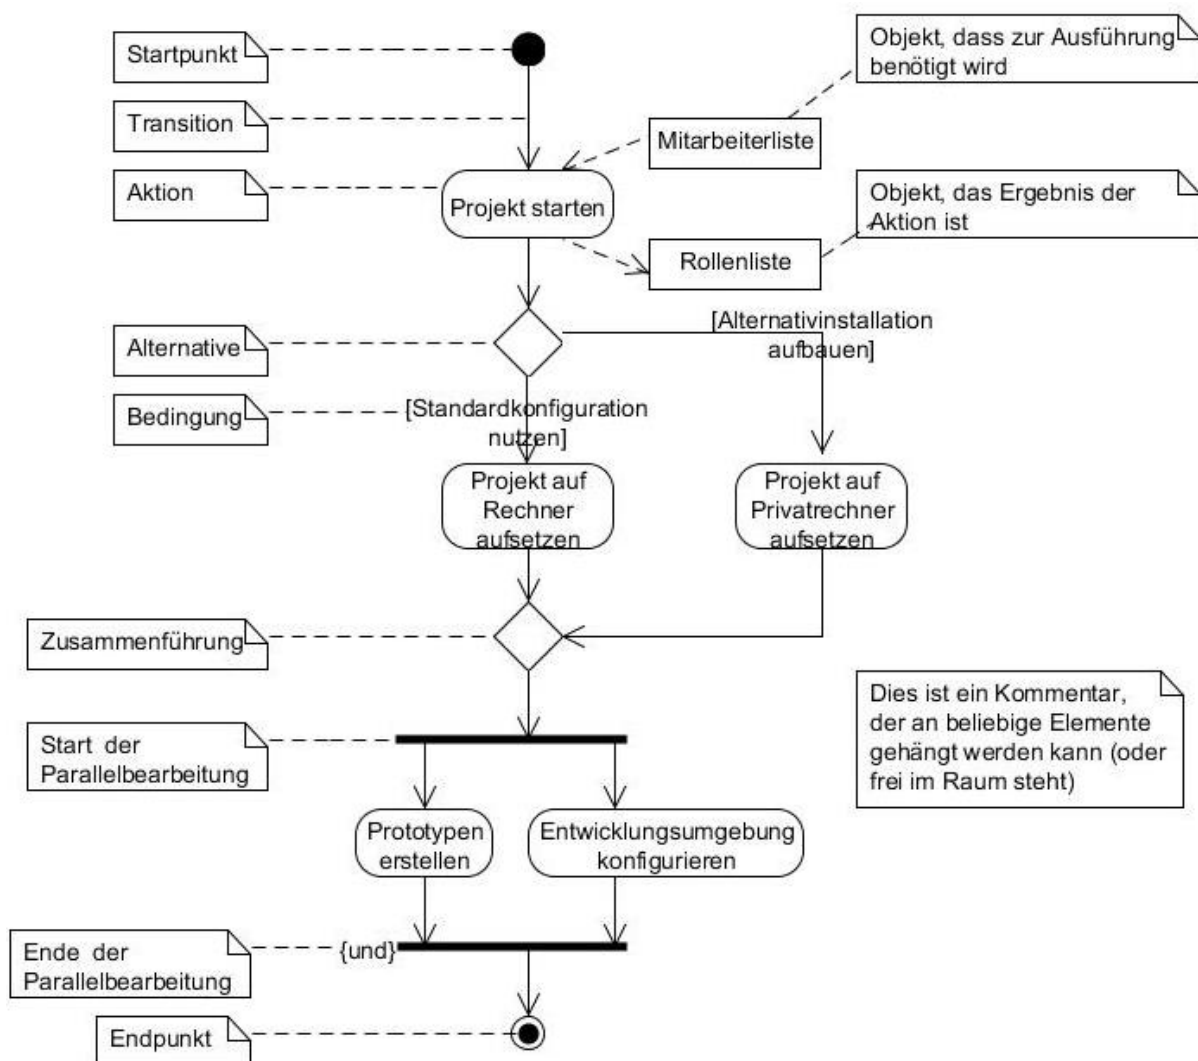 Startpunkt
Objekt, dass zur Ausführung
benötigt wird
Transition
Mitarbeiterliste
Aktion
Projekt starten
Objekt, das Ergebnis der
Aktion ist
Rollenliste
[Alternativinstallation
aufbauen]
Alternative
Bedingung
[Standardkonfiguration
nutzen]
Projekt auf
Rechner
aufsetzen
Projekt auf
Privatrechner
aufsetzen
Zusammenführung
Dies ist ein Kommentar,
der an beliebige Elemente
gehängt werden kann (oder
frei im Raum steht)
Start der
Parallelbearbeitung
Prototypen
erstellen
Entwicklungsumgebung
konfigurieren
Ende der
Parallelbearbeitung
{und}
Endpunkt